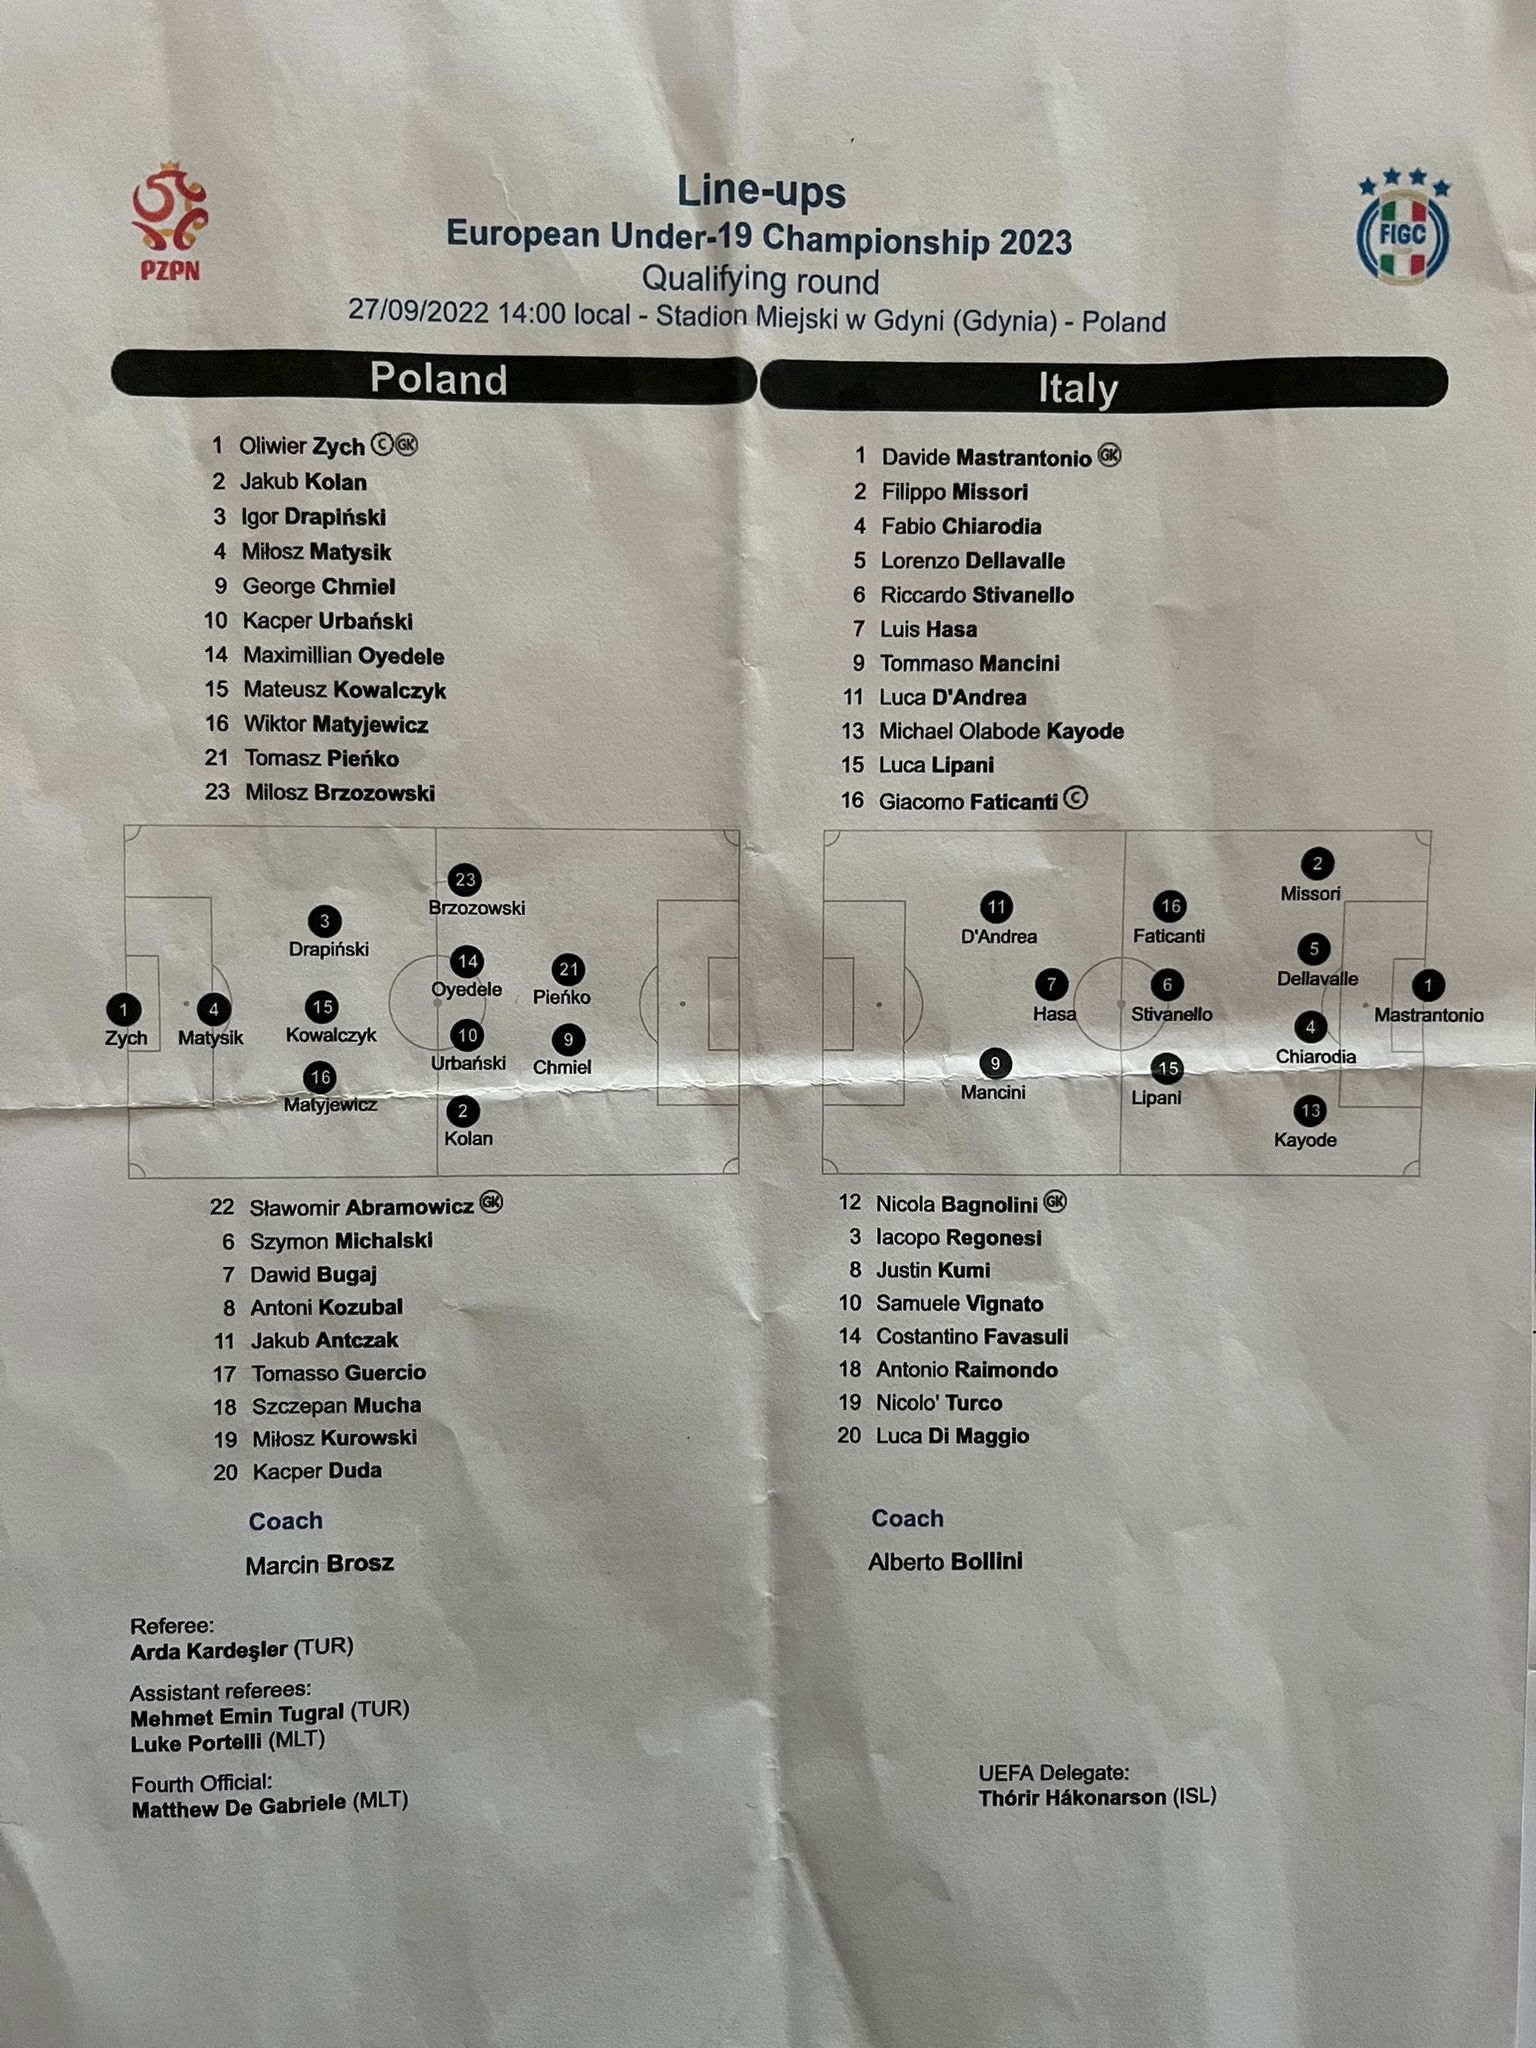 PZPN
FIGC
Line-ups
European Under-19 Championship 2023
Qualifying round
27/09/2022 14:00 local - Stadion Miejski w Gdyni (Gdynia) - Poland
Poland
1 Oliwier Zych C GK
2 Jakub Kolan
3 Igor Drapiński
4 Miłosz Matysik
9 George Chmiel
10 Kacper Urbański
14 Maximillian Oyedele
15 Mateusz Kowalczyk
16 Wiktor Matyjewicz
21 Tomasz Pieńko
23 Milosz Brzozowski
23
Brzozowski
3
Drapiński
14
Oyedele
21
Pieńko
1
Zych
4
Matysik
15
Kowalczyk
10
Urbański
9
Chmiel
16
Matyjewicz
2
Kolan
22 Sławomir Abramowicz GK
6 Szymon Michalski
7 Dawid Bugaj
8 Antoni Kozubal
11 Jakub Antczak
17 Tomasso Guercio
18 Szczepan Mucha
19 Miłosz Kurowski
20 Kacper Duda
Coach
Marcin Brosz
Italy
1 Davide Mastrantonio GK
2 Filippo Missori
4 Fabio Chiarodia
5 Lorenzo Dellavalle
6 Riccardo Stivanello
7 Luis Hasa
9 Tommaso Mancini
11 Luca D'Andrea
13 Michael Olabode Kayode
15 Luca Lipani
16 Giacomo Faticanti C
2
Missori
11
D'Andrea
16
Faticanti
5
Dellavalle
7
Hasa
6
Stivanello
1
Mastrantonio
4
Chiarodia
9
Mancini
15
Lipani
13
Kayode
12 Nicola Bagnolini GK
3 Iacopo Regonesi
8 Justin Kumi
10 Samuele Vignato
14 Costantino Favasuli
18 Antonio Raimondo
19 Nicolo' Turco
20 Luca Di Maggio
Coach
Alberto Bollini
Referee:
Arda Kardeşler (TUR)
Assistant referees:
Mehmet Emin Tugral (TUR)
Luke Portelli (MLT)
Fourth Official:
Matthew De Gabriele (MLT)
UEFA Delegate:
Thórir Hákonarson (ISL)